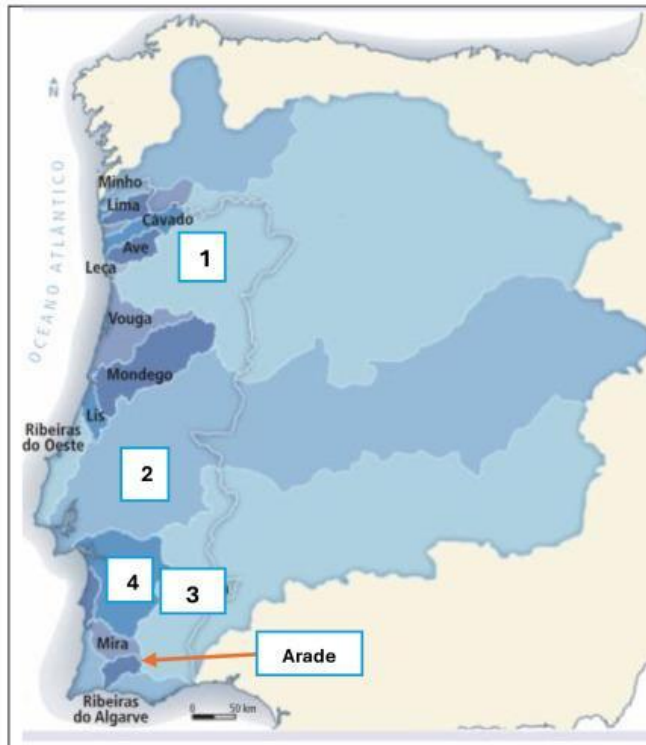 OCEANO ATLÂNTICO
N
Minho
Lima
Cávado
Ave
Leça
1
Vouga
Mondego
Lis
Ribeiras
do Oeste
2
4
3
Mira
Arade
Ribeiras
do Algarve
0 50 km